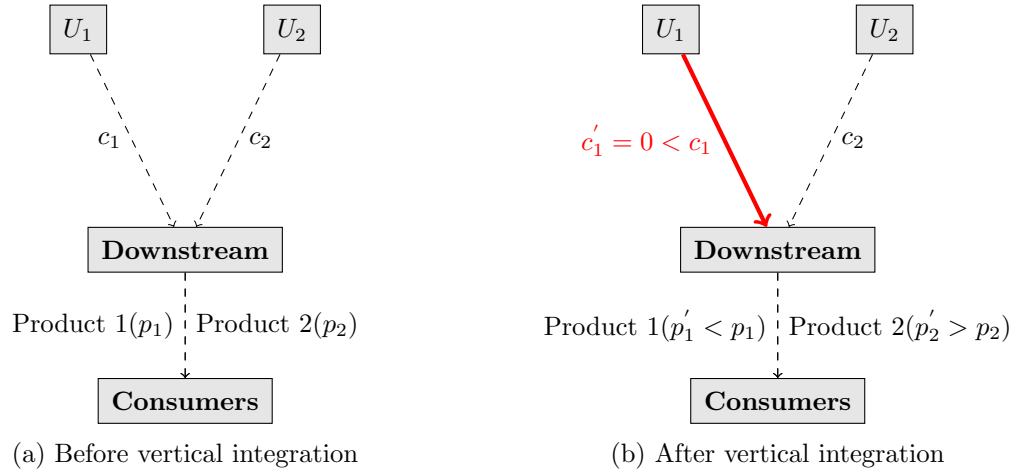 U₁ U₂
c₁ c₂
Downstream
Product 1(p₁) Product 2(p₂)
Consumers
(a) Before vertical integration
U₁ U₂
c₁' = 0 < c₁ c₂
Downstream
Product 1(p₁' < p₁) Product 2(p₂' > p₂)
Consumers
(b) After vertical integration